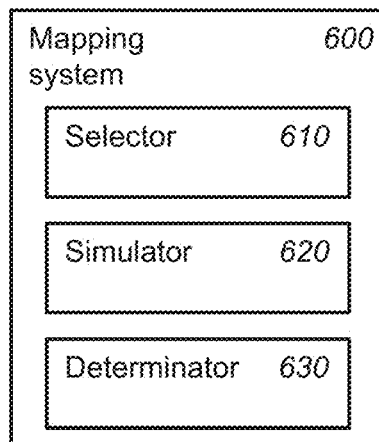 Mapping 600
system
Selector 610
Simulator 620
Determinator 630